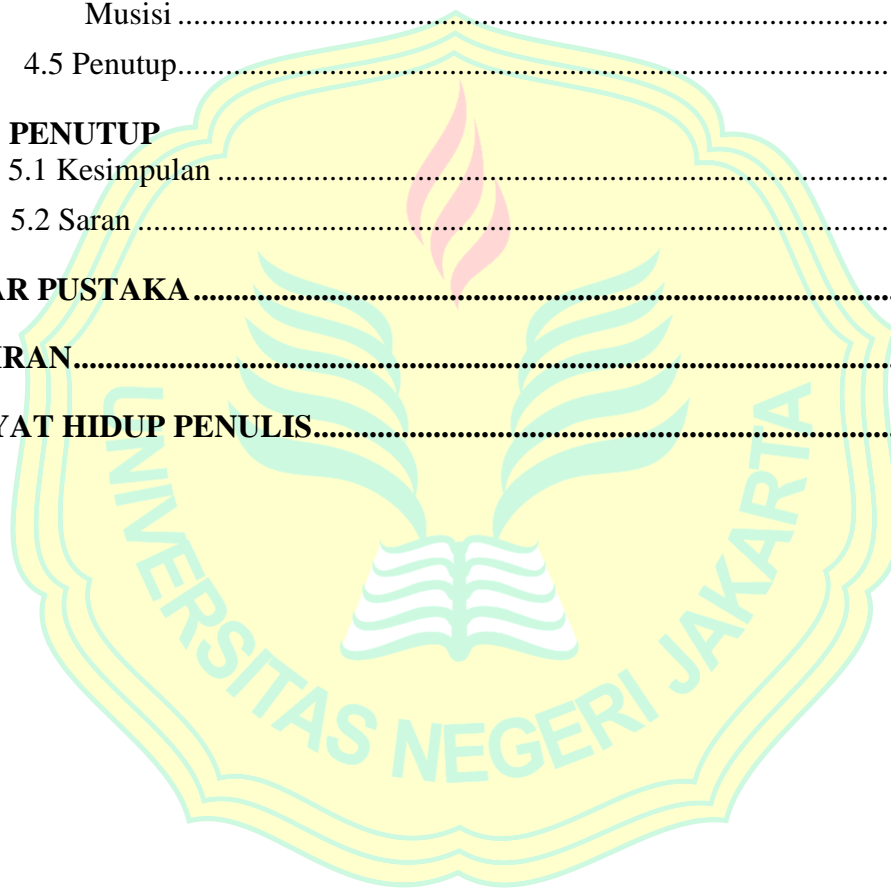 Musisi ........................................................................................................
4.5 Penutup........................................................................................................
PENUTUP
5.1 Kesimpulan ........................................................................................................
5.2 Saran ........................................................................................................
AR PUSTAKA ........................................................................................................
IRAN........................................................................................................
YAT HIDUP PENULIS........................................................................................................
UNIVERSITAS NEGERI JAKARTA